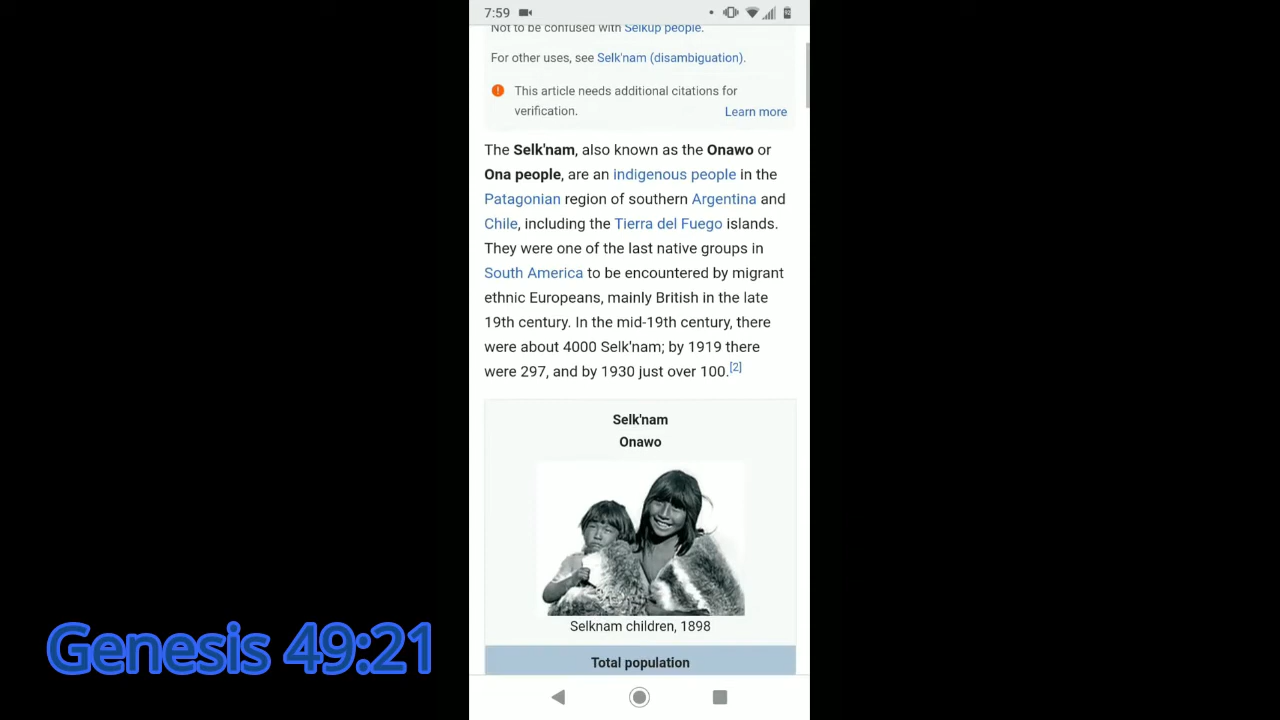 7:59
Not to be confused with Selkup people.
For other uses, see Selk'nam (disambiguation).
This article needs additional citations for
verification.
Learn more
The Selk'nam, also known as the Onawo or
Ona people, are an indigenous people in the
Patagonian region of southern Argentina and
Chile, including the Tierra del Fuego islands.
They were one of the last native groups in
South America to be encountered by migrant
ethnic Europeans, mainly British in the late
19th century. In the mid-19th century, there
were about 4000 Selk'nam; by 1919 there
were 297, and by 1930 just over 100.[2]
Selk'nam
Onawo
Selknam children, 1898
Total population
Genesis 49:21